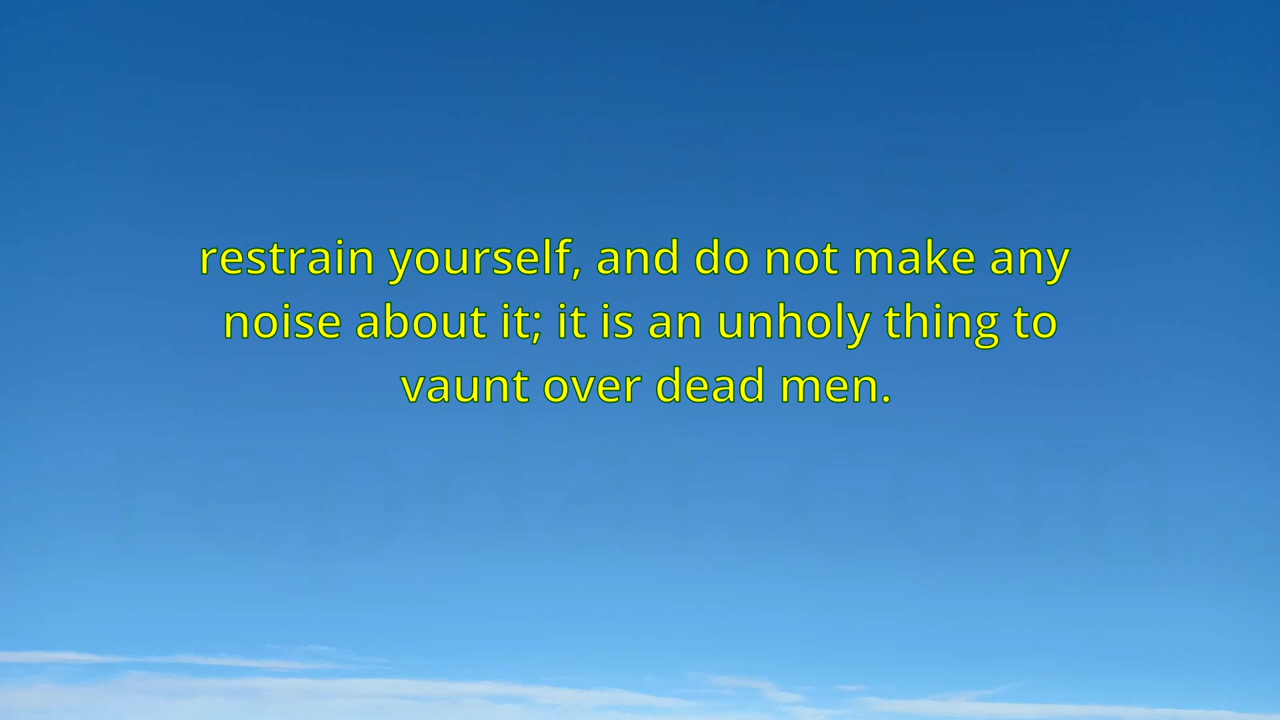 restrain yourself, and do not make any
noise about it; it is an unholy thing to
vaunt over dead men.